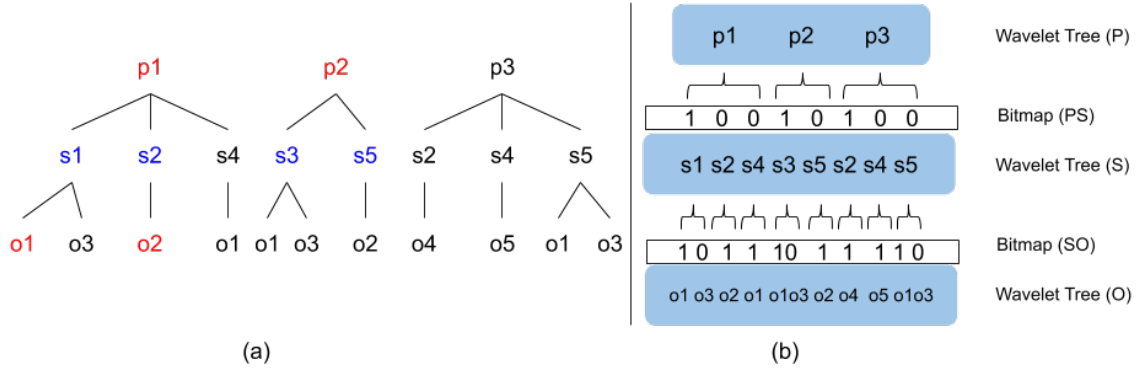 p1 p2 p3
s1 s2 s4 s3 s5 s2 s4 s5
o1 o3 o2 o1 o1 o3 o2 o4 o5 o1 o3
(a)
p1 p2 p3 Wavelet Tree (P)
1 0 0 1 0 1 0 0 Bitmap (PS)
s1 s2 s4 s3 s5 s2 s4 s5 Wavelet Tree (S)
1 0 1 1 10 1 1 1 1 0 Bitmap (SO)
o1 o3 o2 o1 o1o3 o2 o4 o5 o1o3 Wavelet Tree (O)
(b)